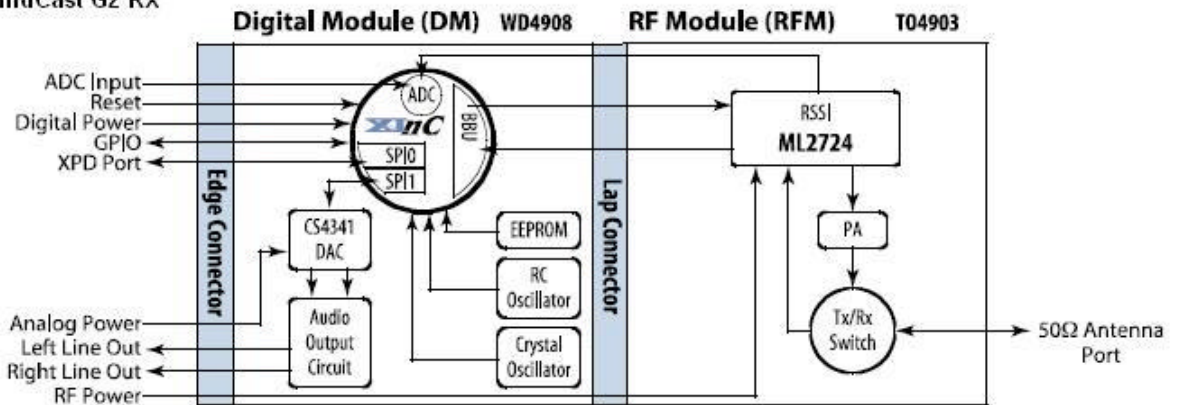 Digital Module (DM) WD4908
RF Module (RFM) TO4903
ADC Input
Reset
Digital Power
GPIO
XPD Port
Analog Power
Left Line Out
Right Line Out
RF Power
Edge Connector
ADC
XInC
BBU
SPI0
SPI1
CS4341
DAC
Audio
Output
Circuit
EEPROM
RC
Oscillator
Crystal
Oscillator
Lap Connector
RSSI
ML2724
PA
Tx/Rx
Switch
50Ω Antenna
Port